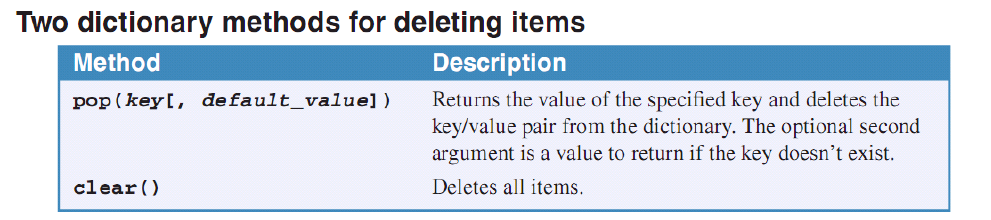 Two dictionary methods for deleting items
Method Description
pop(key[, default_value]) Returns the value of the specified key and deletes the
key/value pair from the dictionary. The optional second
argument is a value to return if the key doesn’t exist.
clear() Deletes all items.